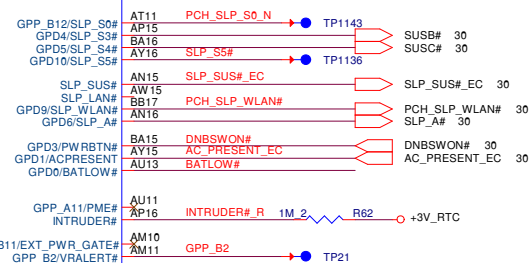 GPP_B12/SLP_S0# AT11 PCH_SLP_S0_N TP1143
GPD4/SLP_S3# AP15 SUSB# 30
GPD5/SLP_S4# BA16 SUSC# 30
GPD10/SLP_S5# AY16 SLP_S5# TP1136
SLP_SUS# AN15 SLP_SUS#_EC SLP_SUS#_EC 30
SLP_LAN# AW15
GPD9/SLP_WLAN# BB17 PCH_SLP_WLAN# PCH_SLP_WLAN# 30
GPD6/SLP_A# AN16 SLP_A# 30
GPD3/PWRBTN# BA15 DNBSWON# DNBSWON# 30
GPD1/ACPRESENT AY15 AC_PRESENT_EC AC_PRESENT_EC 30
GPD0/BATLOW# AU13 BATLOW#
GPP_A11/PME# AU11
INTRUDER# AP16 INTRUDER#_R 1M_2 R62 +3V_RTC
B11/EXT_PWR_GATE# AM10
GPP_B2/VRALERT# AM11 GPP_B2 TP21